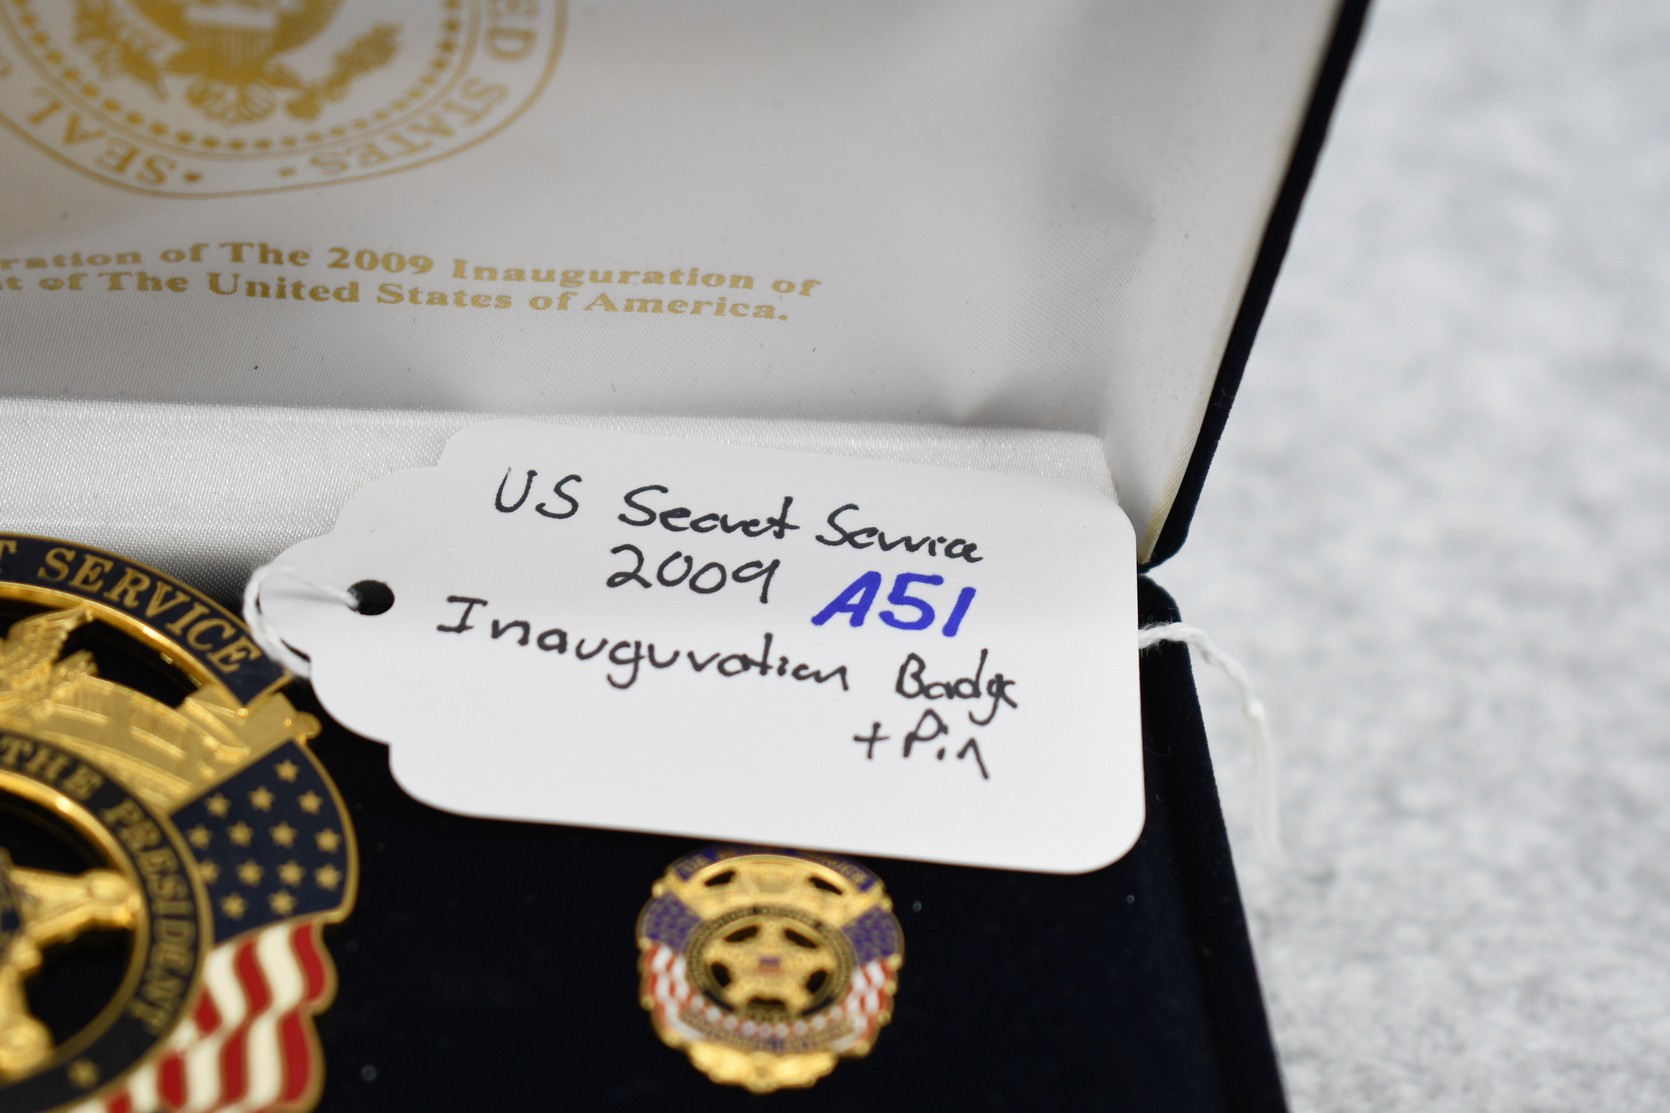 SEAL
ED STATES
ration of The 2009 Inauguration of
t of The United States of America.
US Secret Service
2009 A51
Inauguration Badge
+ Pin
T SERVICE
THE PRESIDENT